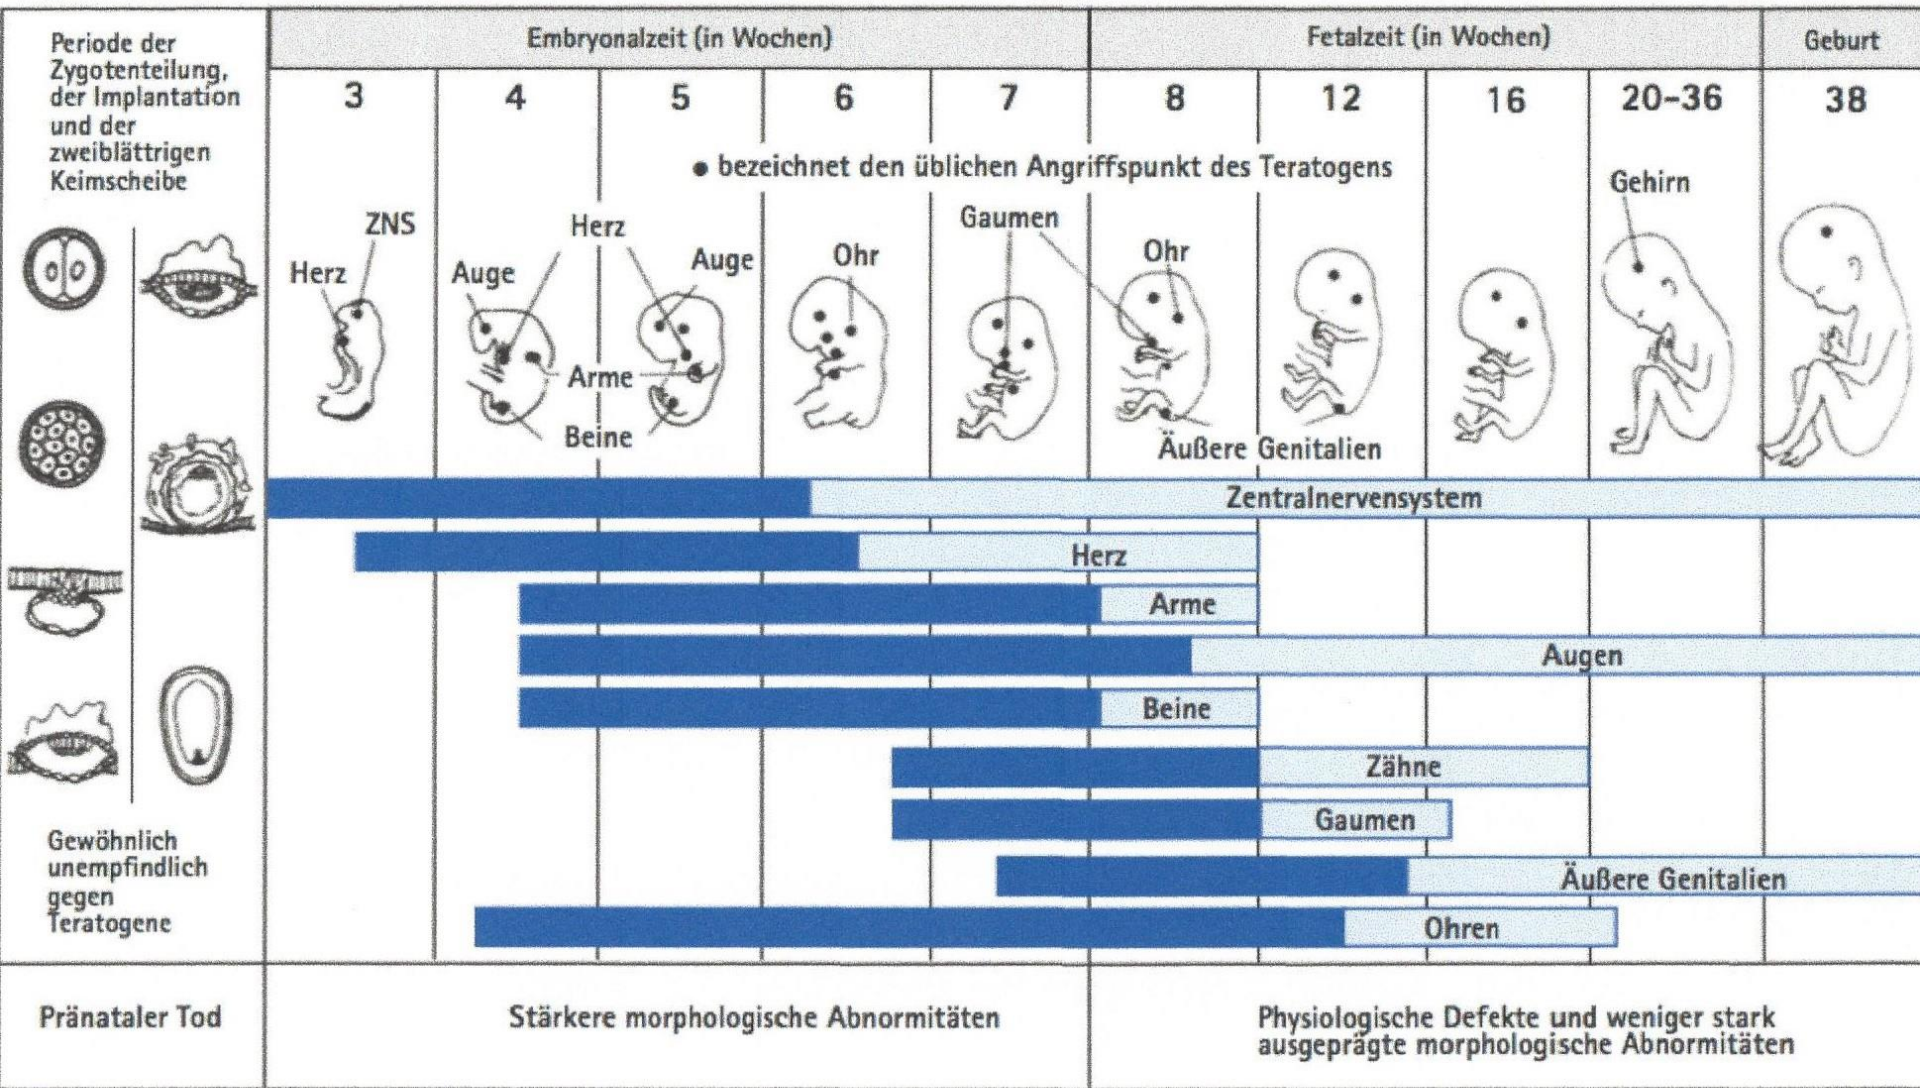 Periode der
Zygotenteilung,
der Implantation
und der
zweiblättrigen
Keimscheibe
Embryonalzeit (in Wochen)
Fetalzeit (in Wochen)
Geburt
3
4
5
6
7
8
12
16
20-36
38
• bezeichnet den üblichen Angriffspunkt des Teratogens
ZNS
Herz
Herz
Auge
Auge
Ohr
Gaumen
Ohr
Gehirn
Arme
Beine
Äußere Genitalien
Zentralnervensystem
Herz
Arme
Augen
Beine
Zähne
Gaumen
Äußere Genitalien
Ohren
Gewöhnlich
unempfindlich
gegen
Teratogene
Pränataler Tod
Stärkere morphologische Abnormitäten
Physiologische Defekte und weniger stark
ausgeprägte morphologische Abnormitäten